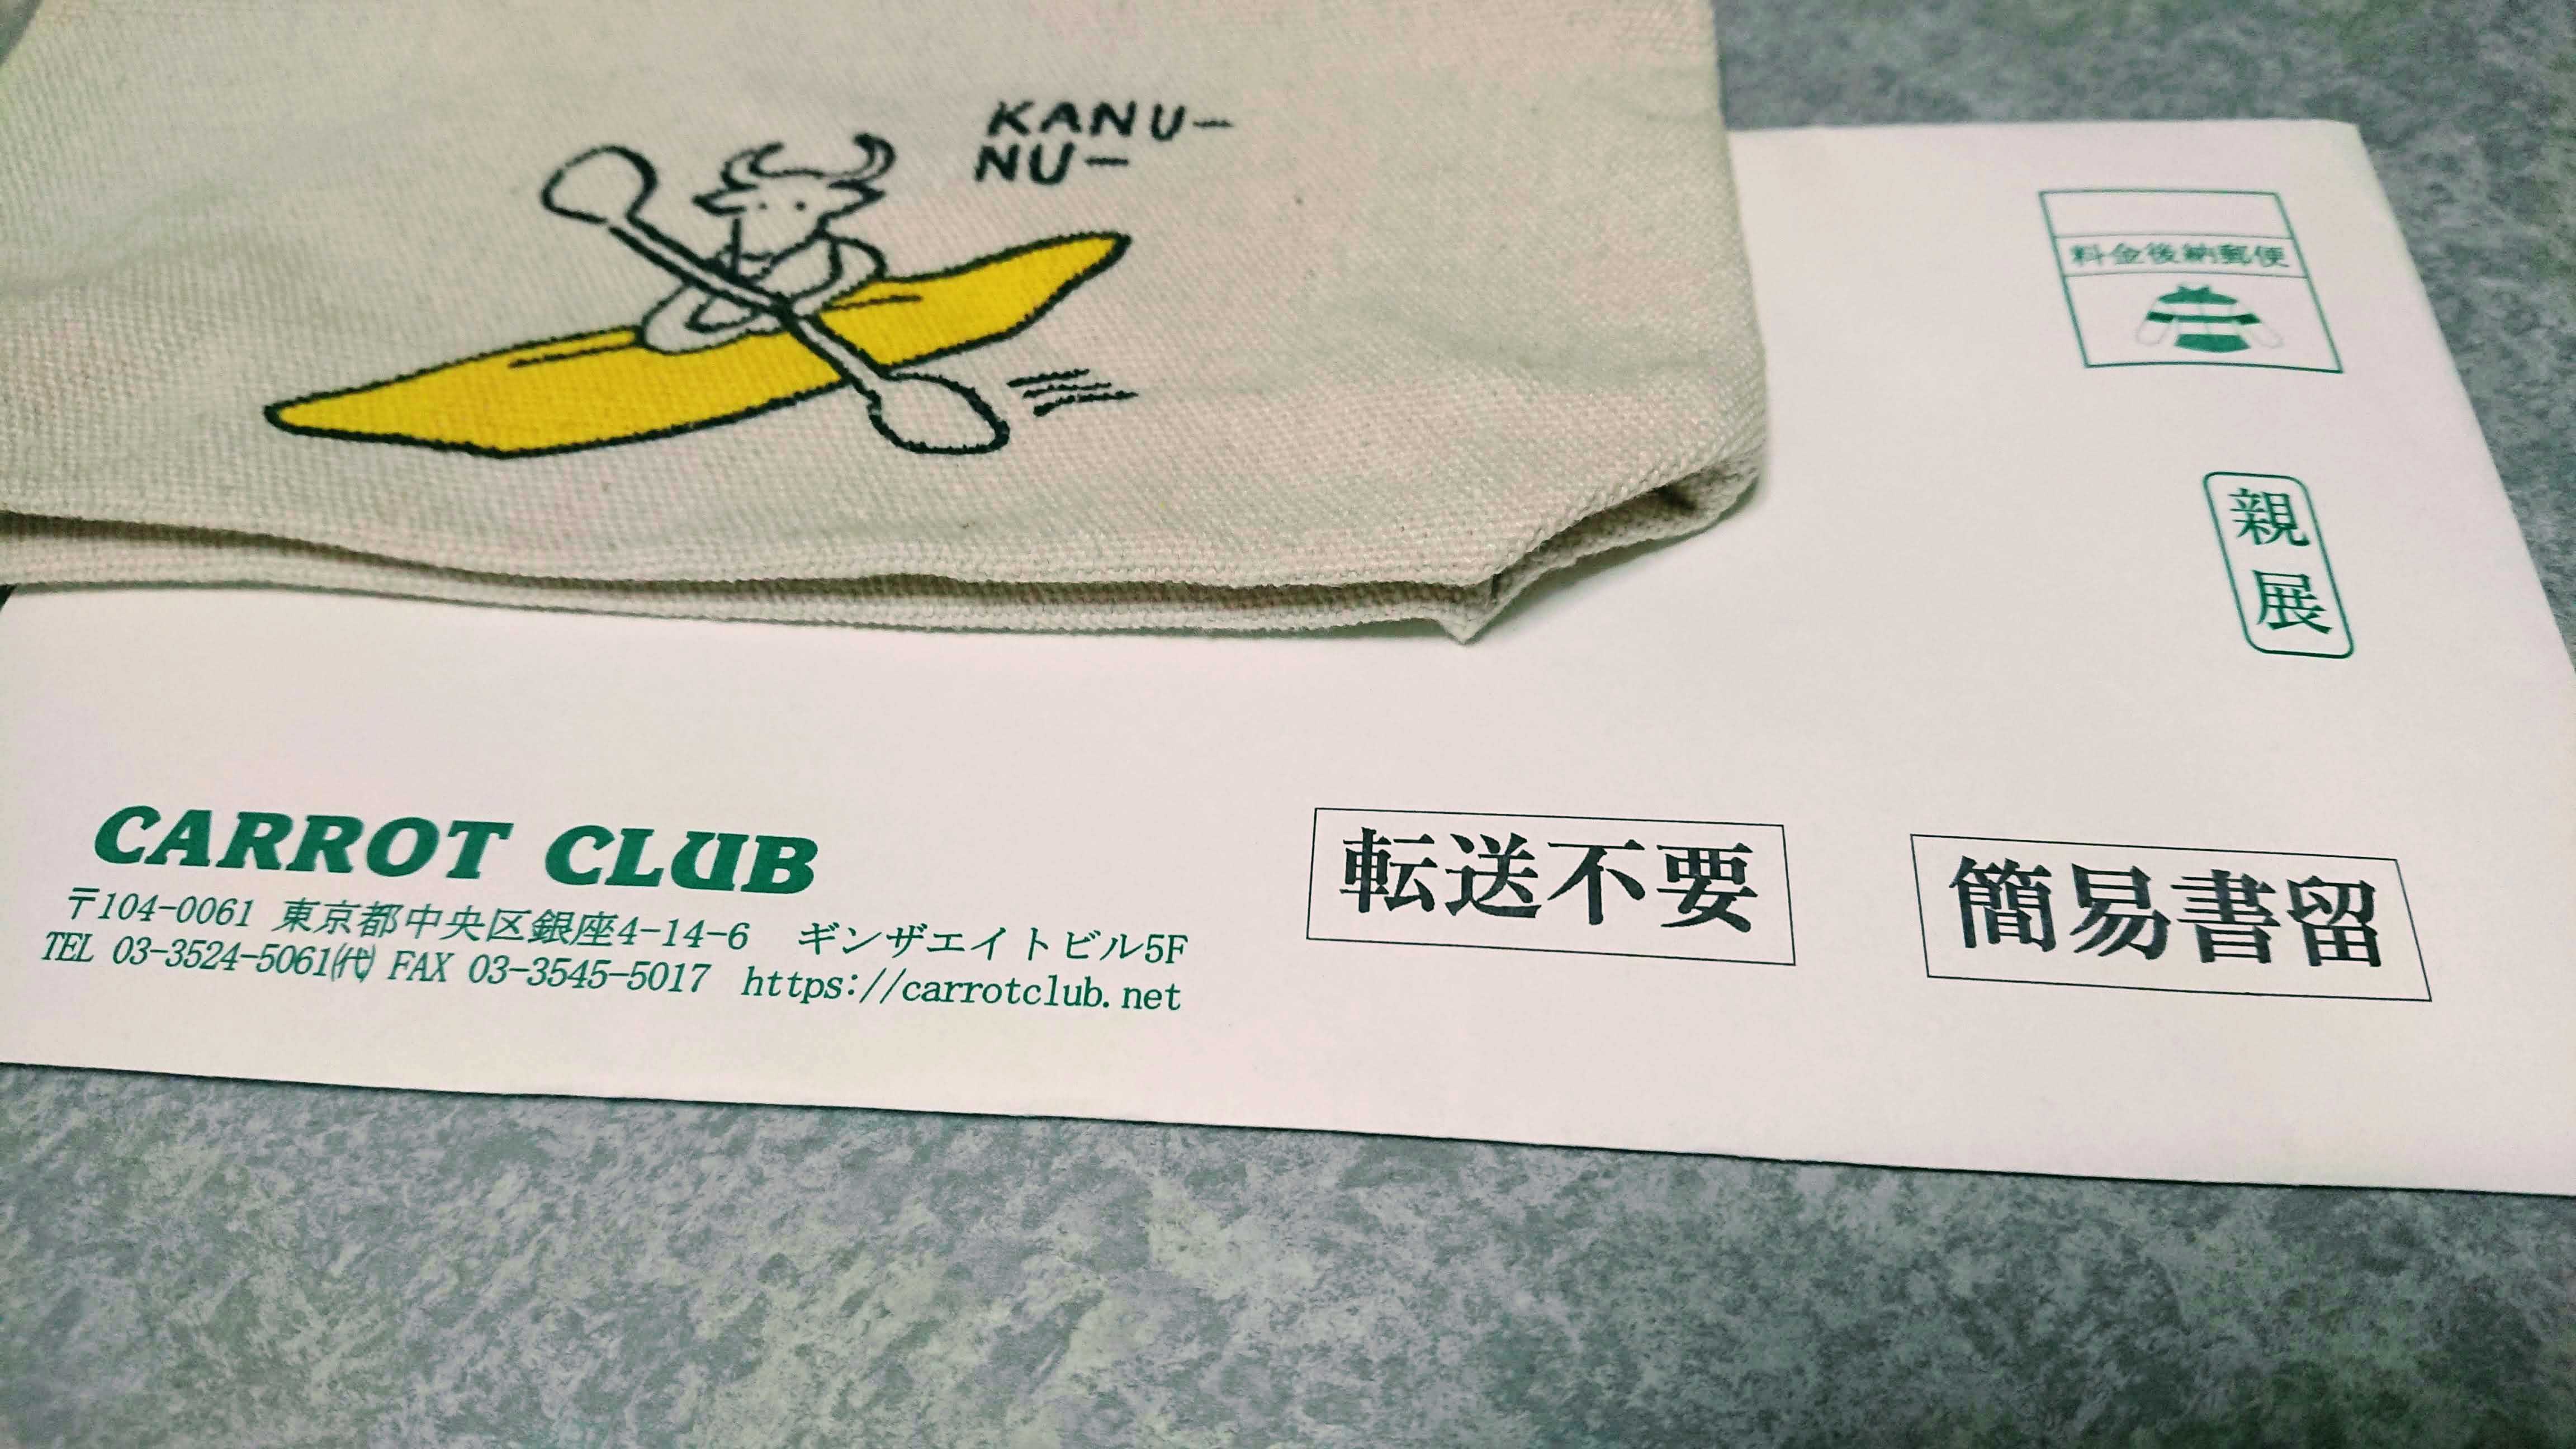 KANU-
NU-
料金後納郵便
親展
CARROT CLUB
〒104-0061 東京都中央区銀座4-14-6 ギンザエイトビル5F
TEL 03-3524-5061㈹ FAX 03-3545-5017 https://carrotclub.net
転送不要
簡易書留